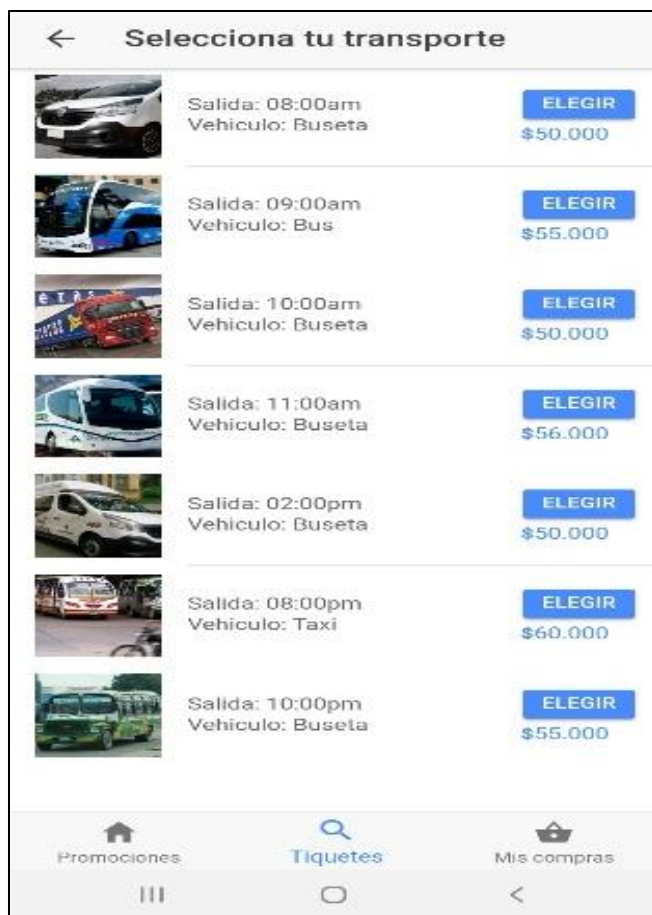 Selecciona tu transporte
Salida: 08:00am
Vehiculo: Buseta
ELEGIR
$50.000
Salida: 09:00am
Vehiculo: Bus
ELEGIR
$55.000
Salida: 10:00am
Vehiculo: Buseta
ELEGIR
$50.000
Salida: 11:00am
Vehiculo: Buseta
ELEGIR
$56.000
Salida: 02:00pm
Vehiculo: Buseta
ELEGIR
$50.000
Salida: 08:00pm
Vehiculo: Taxi
ELEGIR
$60.000
Salida: 10:00pm
Vehiculo: Buseta
ELEGIR
$55.000
Promociones
Tiquetes
Mis compras